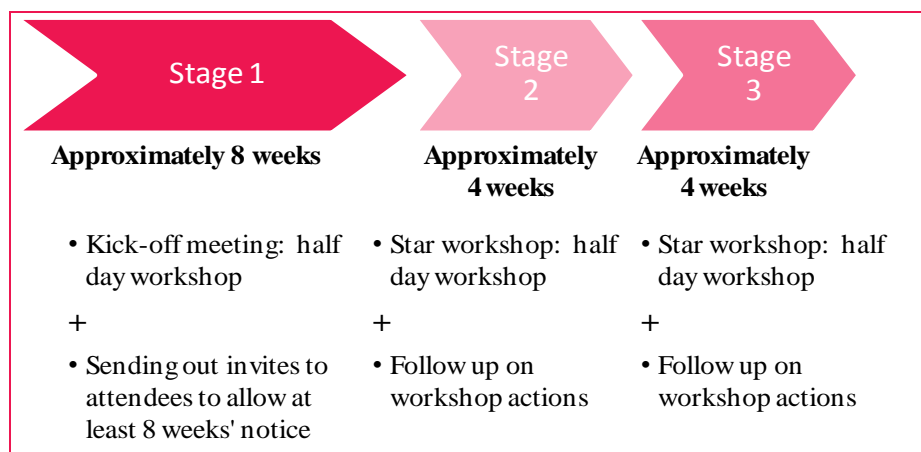 Stage 1
Approximately 8 weeks
• Kick-off meeting: half
day workshop
+
• Sending out invites to
attendees to allow at
least 8 weeks' notice
Stage
2
Approximately
4 weeks
• Star workshop: half
day workshop
+
• Follow up on
workshop actions
Stage
3
Approximately
4 weeks
• Star workshop: half
day workshop
+
• Follow up on
workshop actions